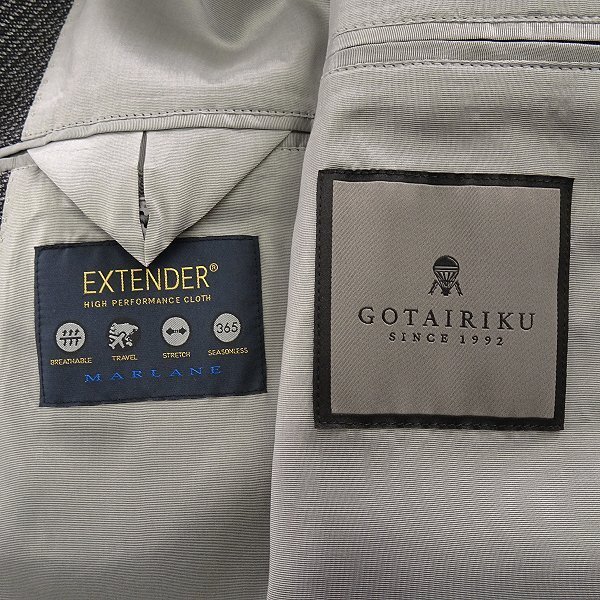 EXTENDER®
HIGH PERFORMANCE CLOTH
365
BREATHABLE TRAVEL STRETCH SEASONLESS
MARLANE
GOTAIRIKU
SINCE 1992